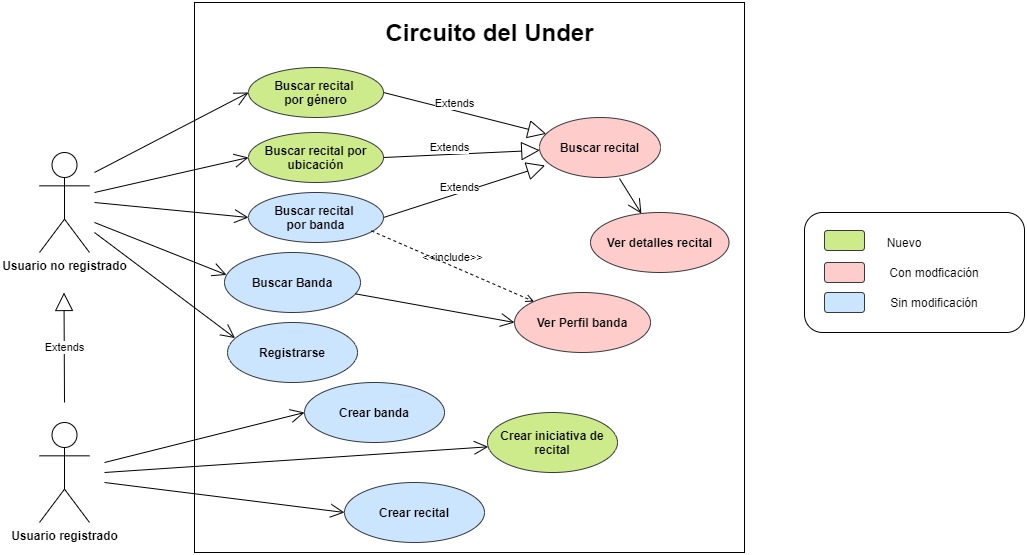 Circuito del Under
Buscar recital
por género
Extends
Buscar recital por
ubicación
Extends
Buscar recital
Buscar recital
por banda
Extends
Ver detalles recital
Nuevo
Con modficación
Sin modificación
Usuario no registrado
<<include>>
Buscar Banda
Ver Perfil banda
Extends
Registrarse
Crear banda
Crear iniciativa de
recital
Crear recital
Usuario registrado